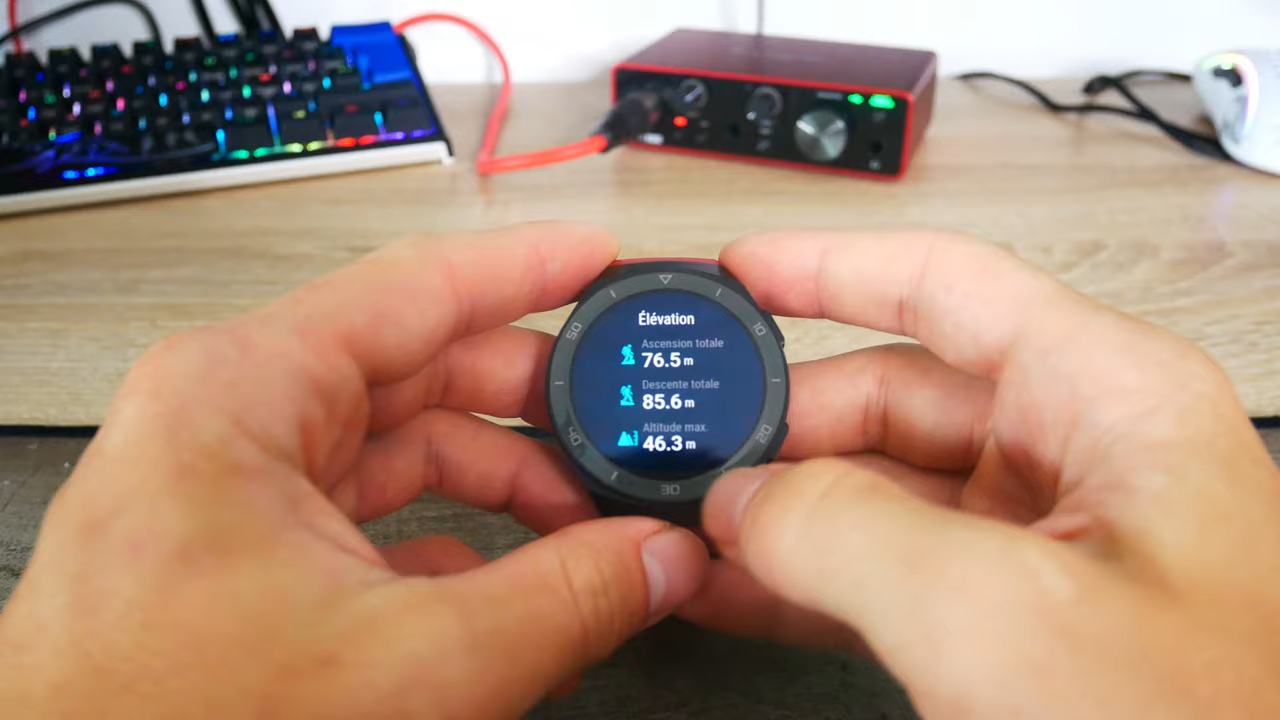 Élévation
Ascension totale
76.5 m
Descente totale
85.6 m
Altitude max.
46.3 m
10
20
30
40
50